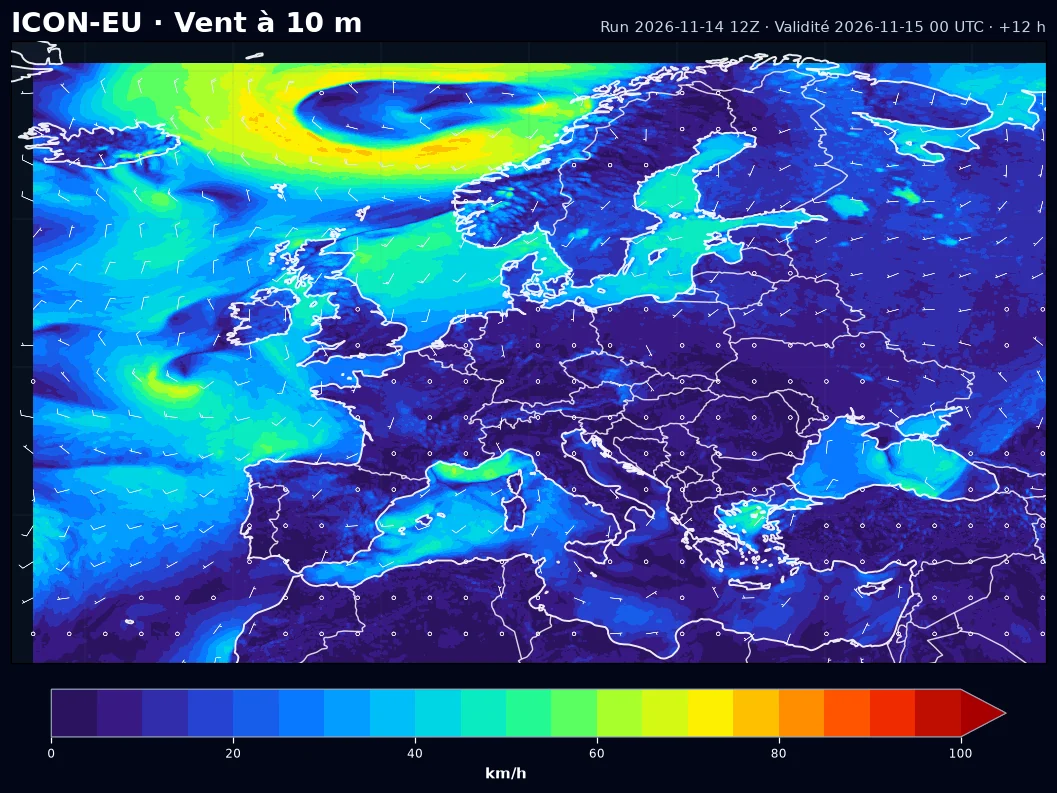 ICON-EU · Vent à 10 m
Run 2026-11-14 12Z · Validité 2026-11-15 00 UTC · +12 h
0 20 40 60 80 100
km/h